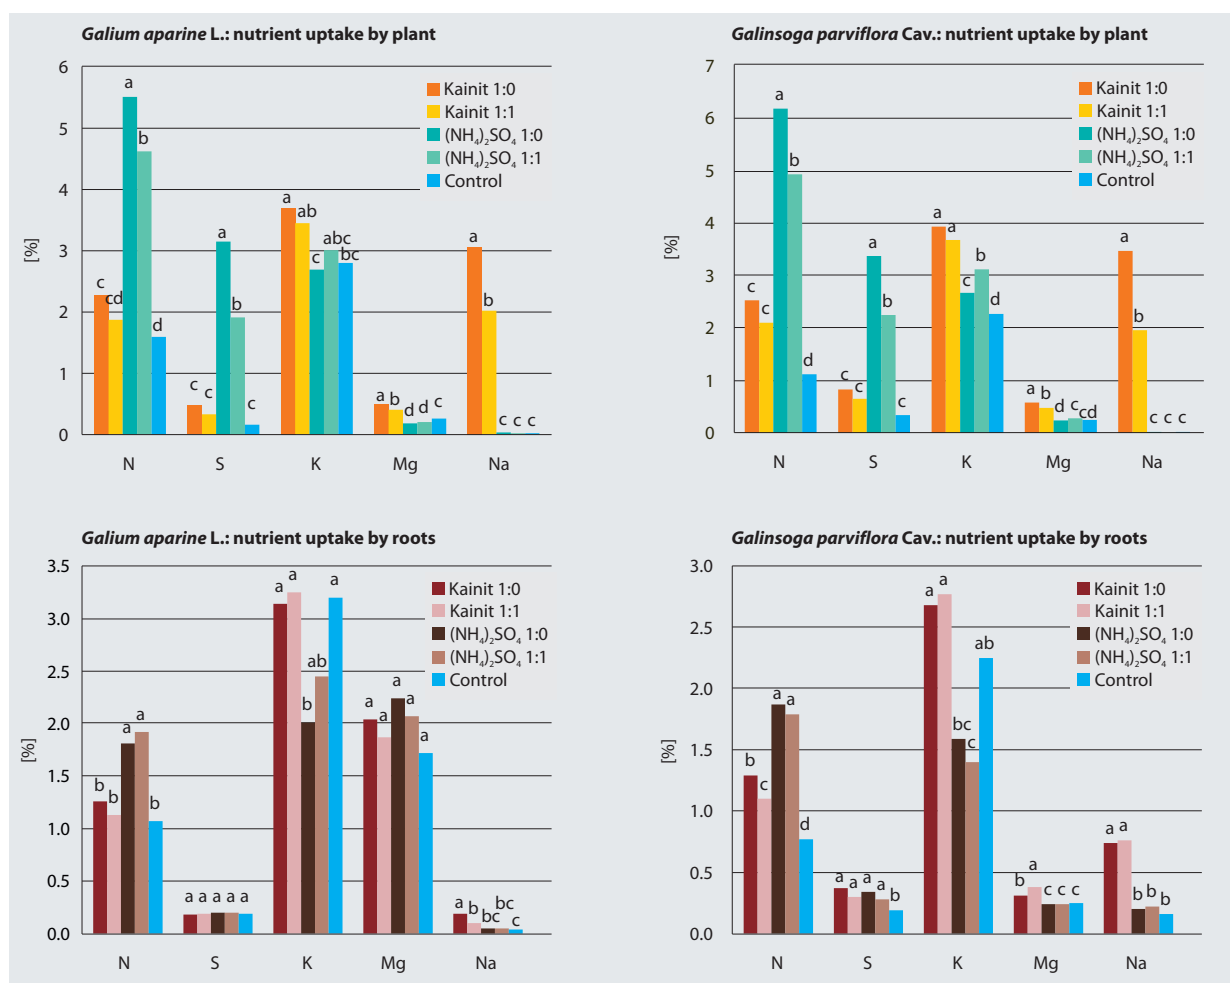 Galium aparine L.: nutrient uptake by plant
6
5
4
3
2
1
0
[%]
Kainit 1:0
Kainit 1:1
(NH₄)₂SO₄ 1:0
(NH₄)₂SO₄ 1:1
Control
c cd a b d
c c a b c
a ab c abc bc
a b d d c
a b c c c
N S K Mg Na
Galinsoga parviflora Cav.: nutrient uptake by plant
7
6
5
4
3
2
1
0
[%]
Kainit 1:0
Kainit 1:1
(NH₄)₂SO₄ 1:0
(NH₄)₂SO₄ 1:1
Control
c c a b d
c c a b c
a a c b d
a b d c cd
a b c c c
N S K Mg Na
Galium aparine L.: nutrient uptake by roots
3.5
3.0
2.5
2.0
1.5
1.0
0.5
0.0
[%]
Kainit 1:0
Kainit 1:1
(NH₄)₂SO₄ 1:0
(NH₄)₂SO₄ 1:1
Control
b b a a b
a a a a a
a a b ab a
a a a a a
a b bc bc c
N S K Mg Na
Galinsoga parviflora Cav.: nutrient uptake by roots
3.0
2.5
2.0
1.5
1.0
0.5
0.0
[%]
Kainit 1:0
Kainit 1:1
(NH₄)₂SO₄ 1:0
(NH₄)₂SO₄ 1:1
Control
b c a a d
a a a a b
a a bc c ab
b a c c c
a a b b b
N S K Mg Na